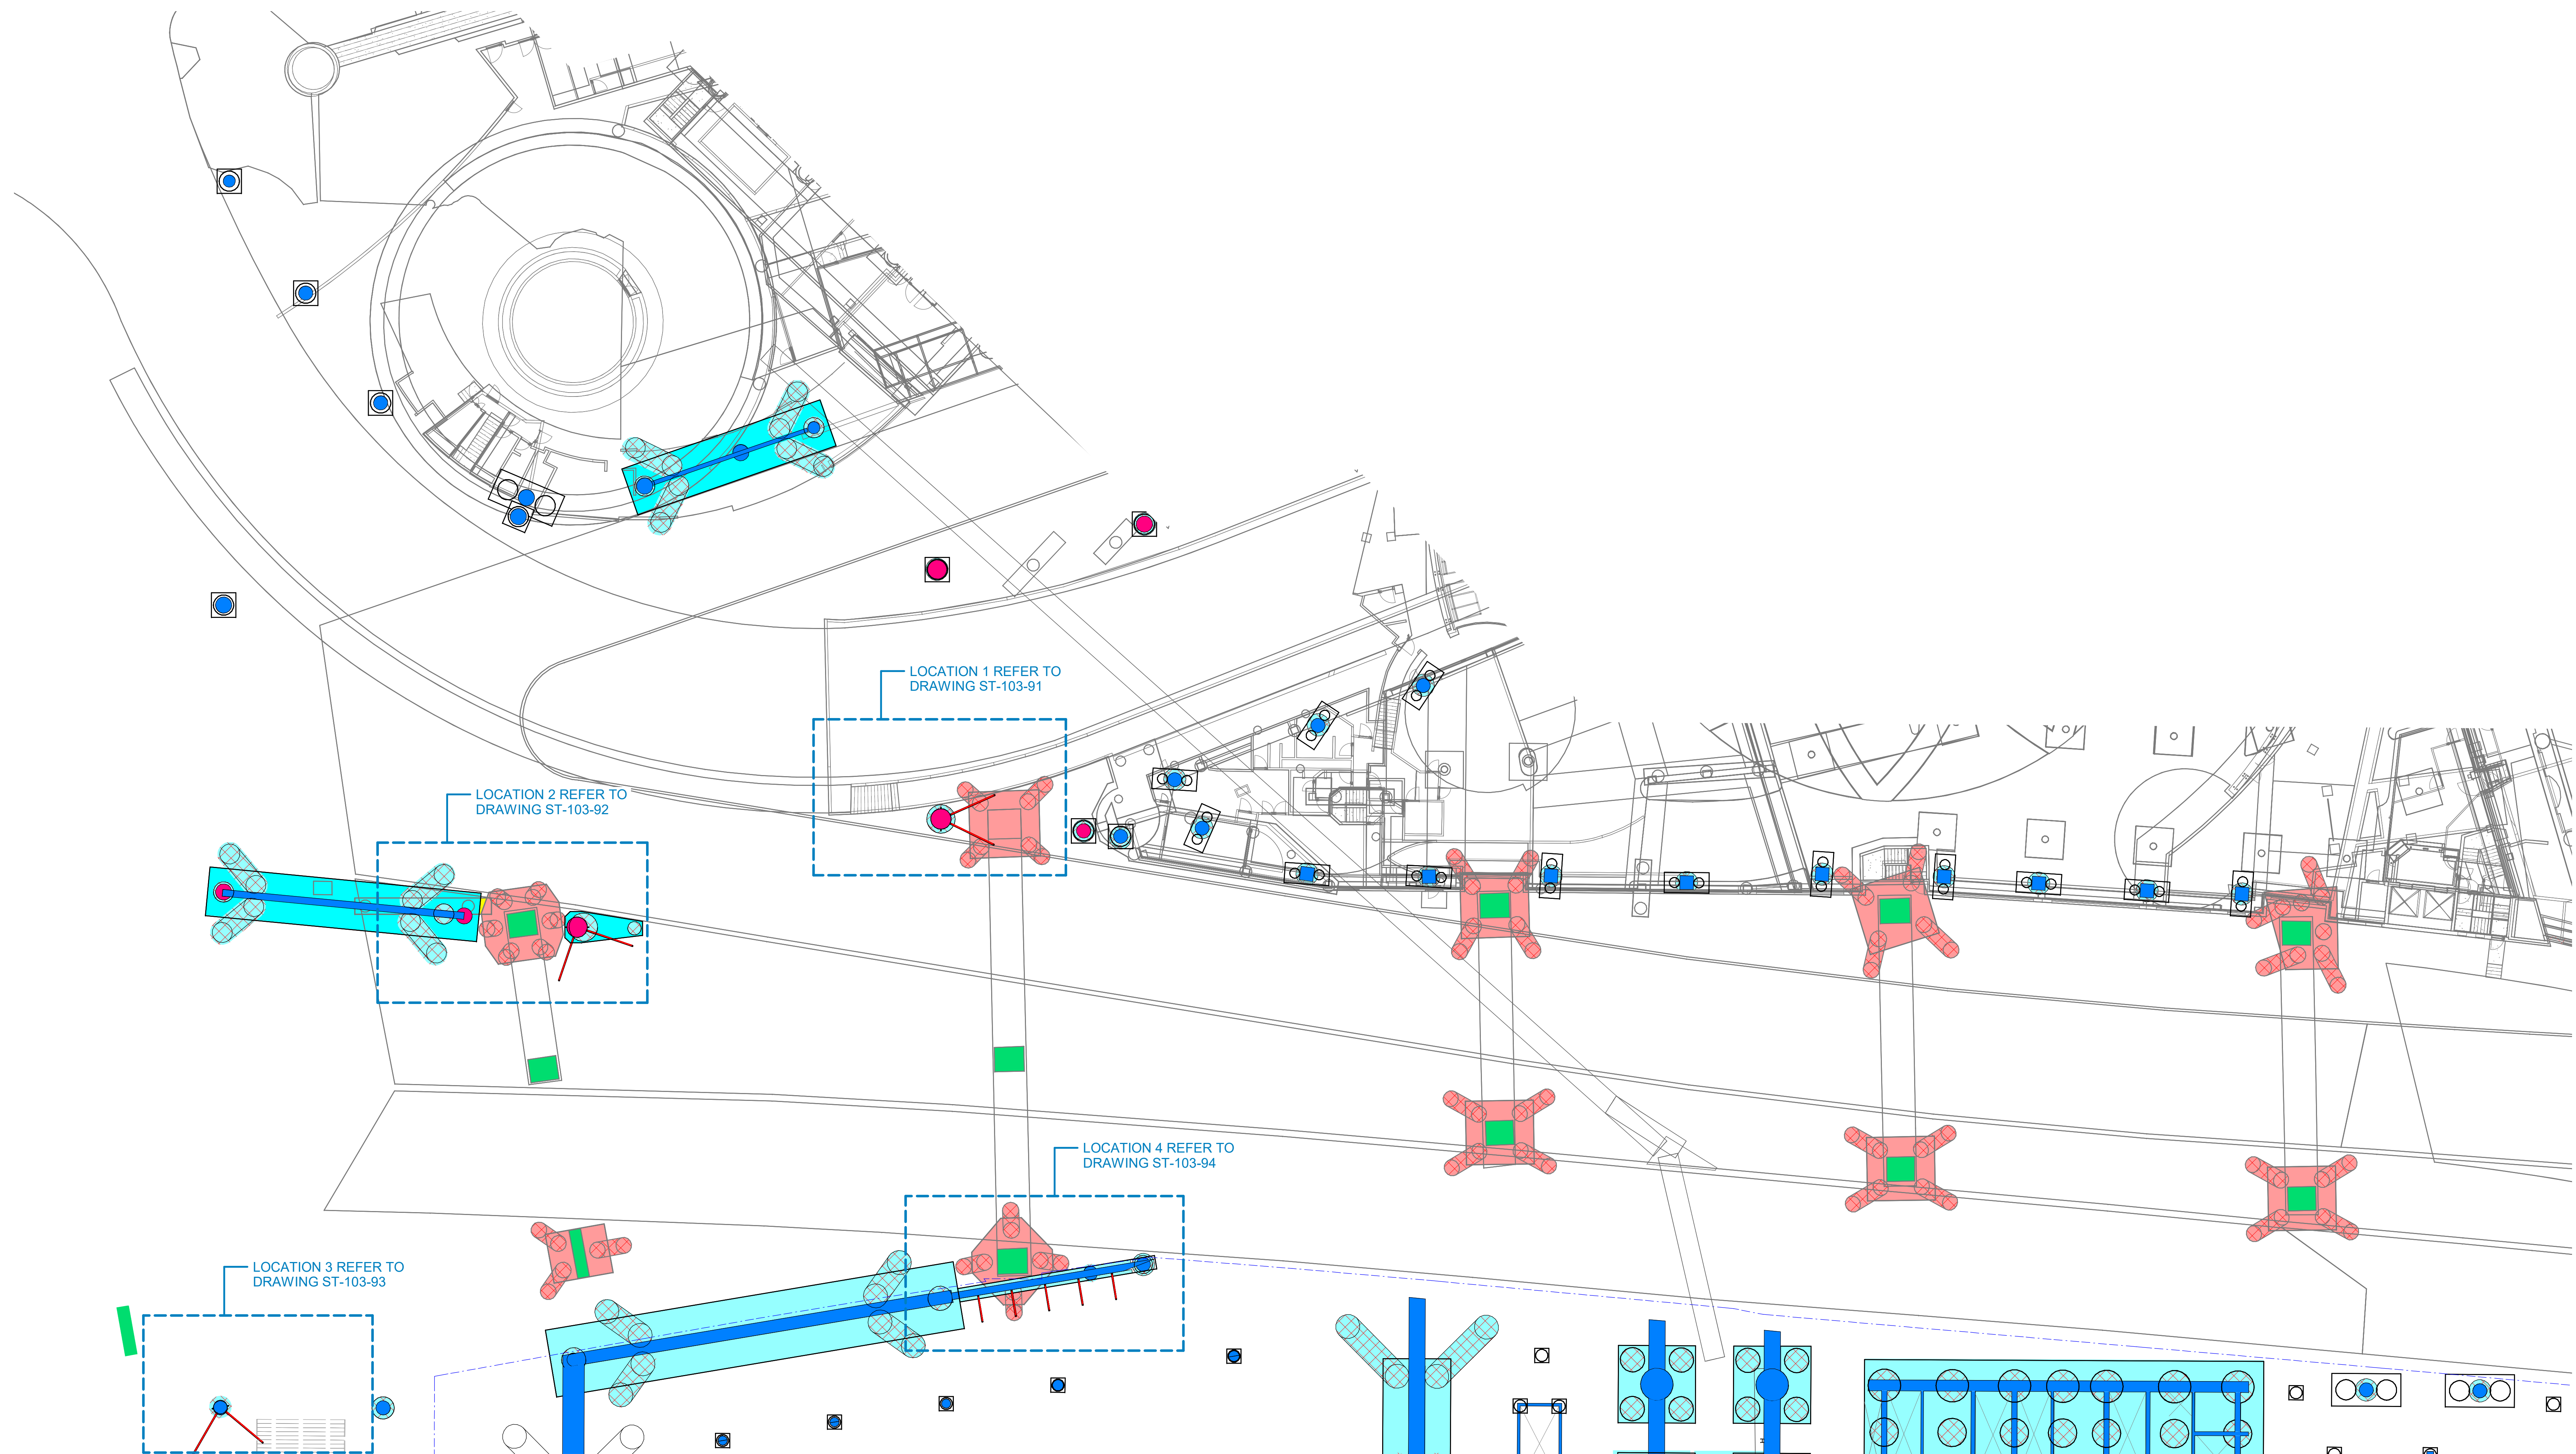 LOCATION 1 REFER TO
DRAWING ST-103-91
LOCATION 2 REFER TO
DRAWING ST-103-92
LOCATION 4 REFER TO
DRAWING ST-103-94
LOCATION 3 REFER TO
DRAWING ST-103-93